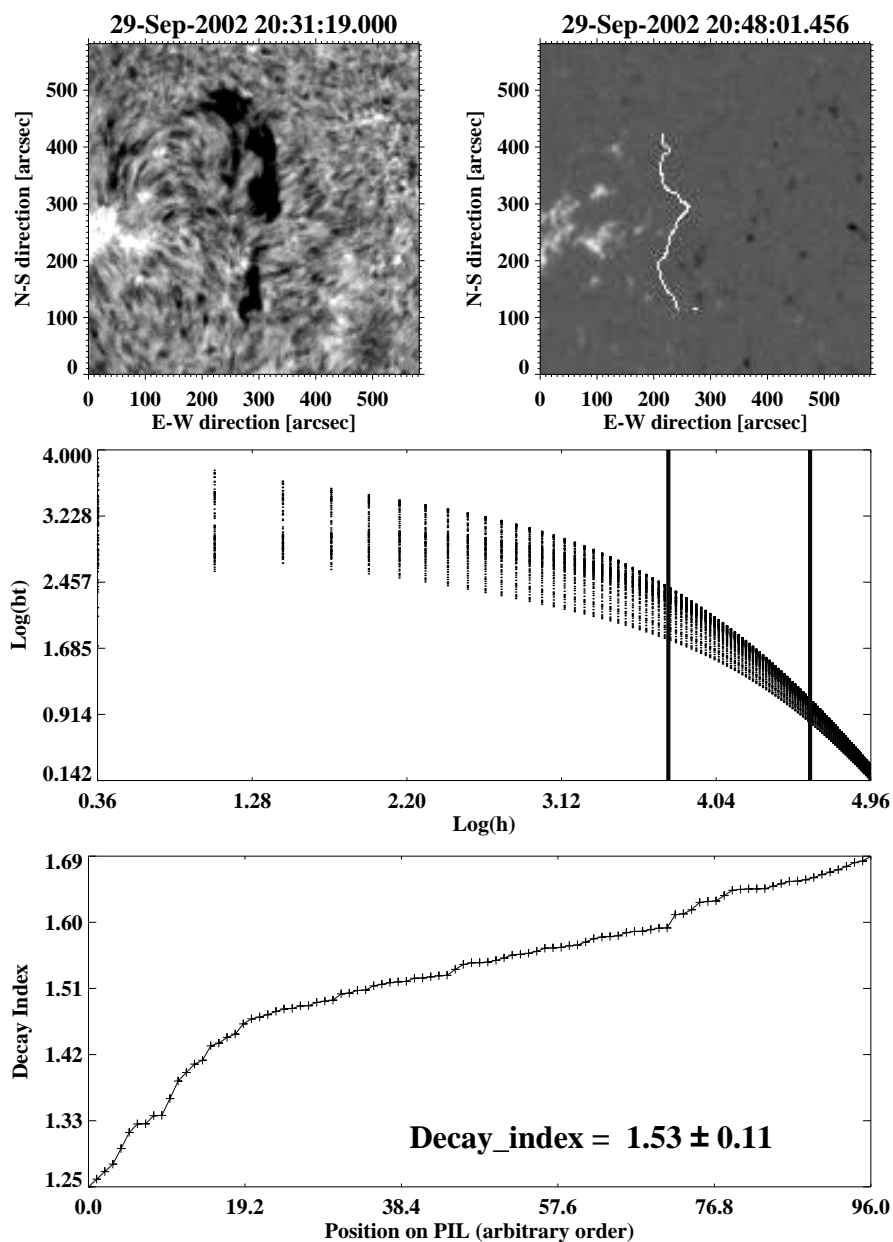 29-Sep-2002 20:31:19.000
29-Sep-2002 20:48:01.456
N-S direction [arcsec]
500
400
300
200
100
0
0 100 200 300 400 500
E-W direction [arcsec]
N-S direction [arcsec]
500
400
300
200
100
0
0 100 200 300 400 500
E-W direction [arcsec]
Log(bt)
4.000
3.228
2.457
1.685
0.914
0.142
0.36 1.28 2.20 3.12 4.04 4.96
Log(h)
Decay Index
1.69
1.60
1.51
1.42
1.33
1.25
Decay_index = 1.53 ± 0.11
0.0 19.2 38.4 57.6 76.8 96.0
Position on PIL (arbitrary order)